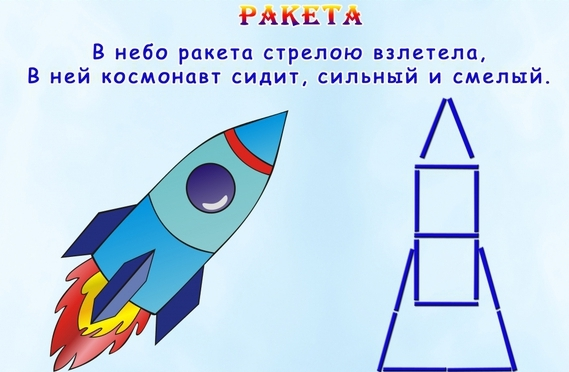 РАКЕТА
В небо ракета стрелою взлетела,
В ней космонавт сидит, сильный и смелый.